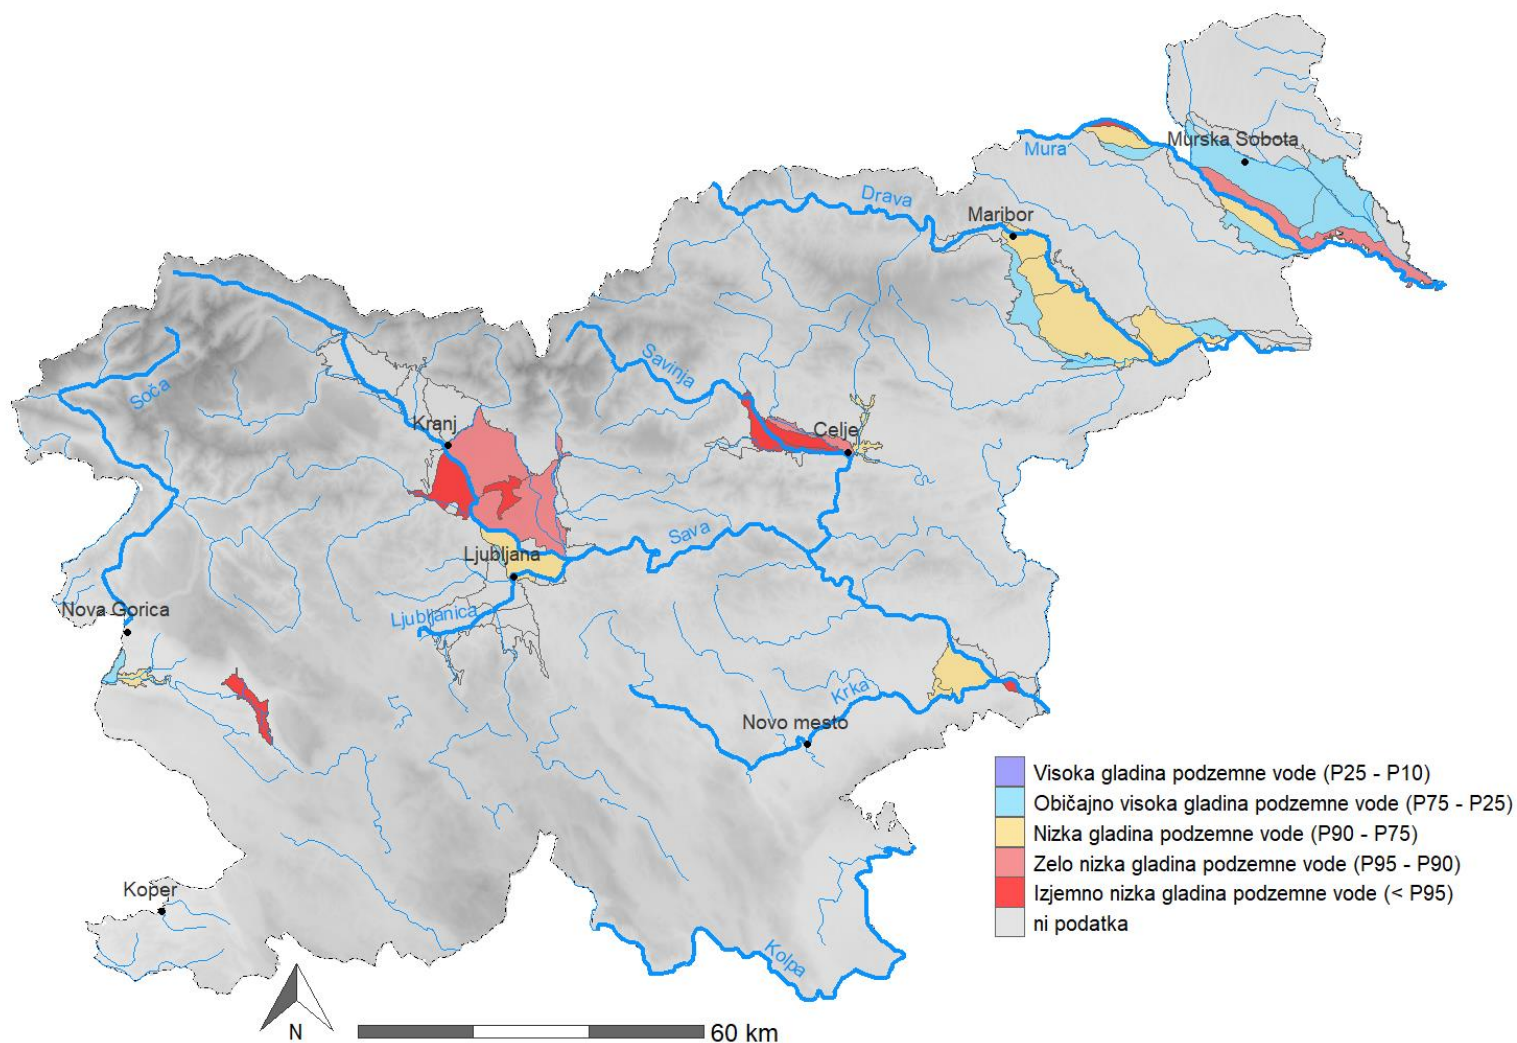 Murska Sobota
Mura
Drava
Maribor
Savinja
Soča
Kranj
Celje
Sava
Ljubljana
Nova Gorica
Ljubljanica
Krka
Novo mesto
Visoka gladina podzemne vode (P25 - P10)
Običajno visoka gladina podzemne vode (P75 - P25)
Nizka gladina podzemne vode (P90 - P75)
Zelo nizka gladina podzemne vode (P95 - P90)
Izjemno nizka gladina podzemne vode (< P95)
ni podatka
Koper
Kolpa
N
60 km